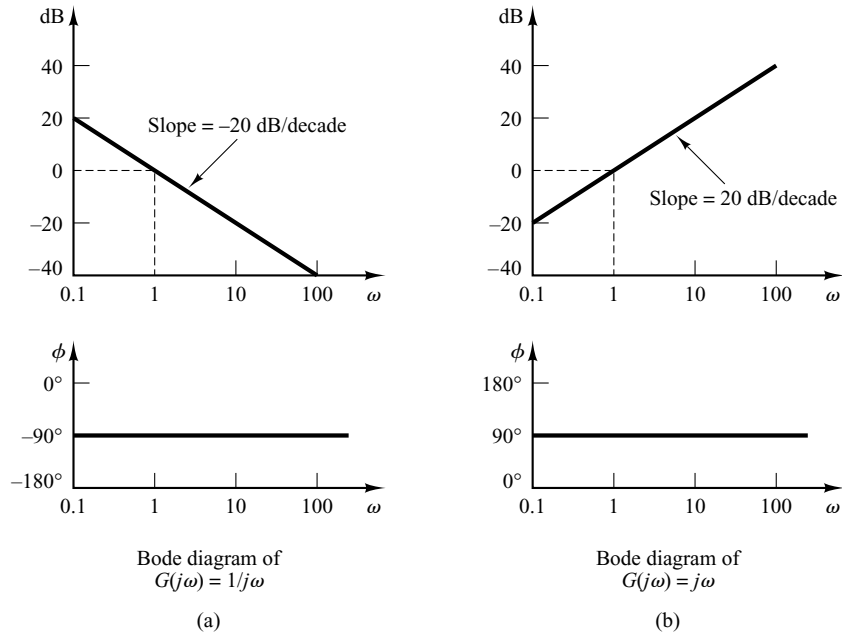 dB
40
20
0
–20
–40
0.1 1 10 100 ω
Slope = –20 dB/decade
ϕ
0°
–90°
–180°
0.1 1 10 100 ω
Bode diagram of
G(jω) = 1/jω
(a)
dB
40
20
0
–20
–40
0.1 1 10 100 ω
Slope = 20 dB/decade
ϕ
180°
90°
0°
0.1 1 10 100 ω
Bode diagram of
G(jω) = jω
(b)